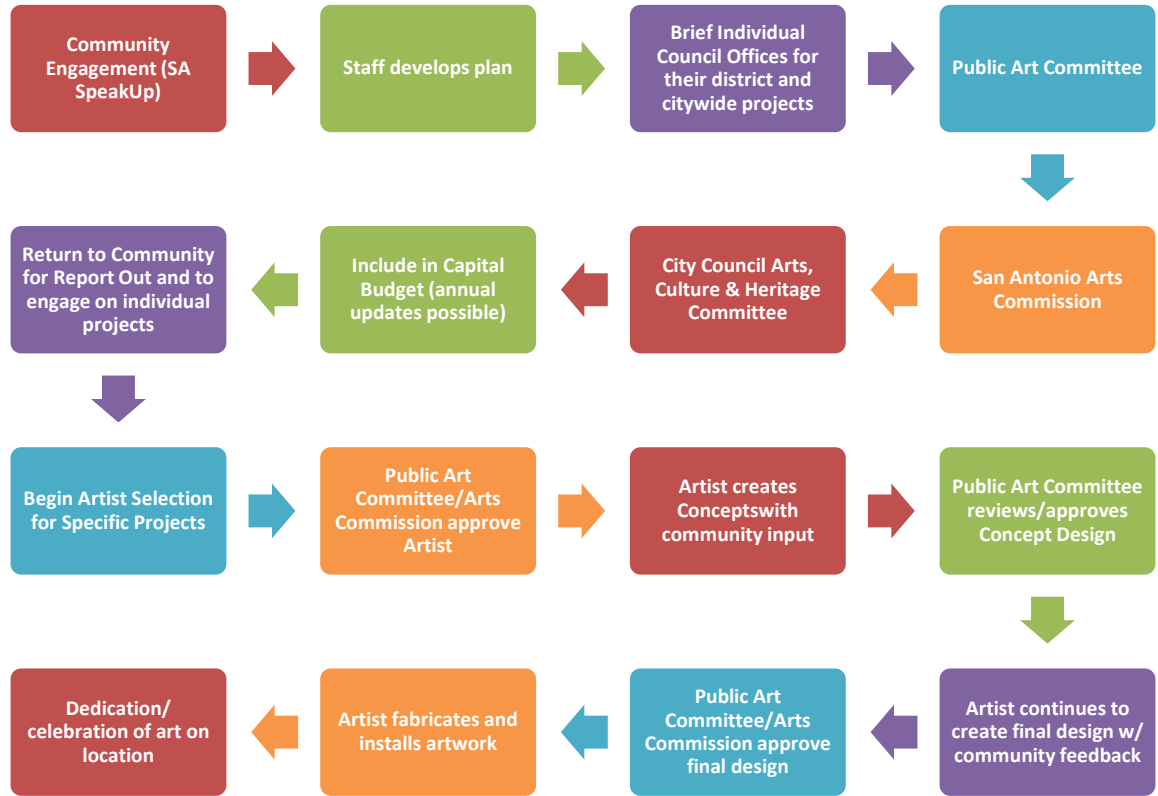 Community
Engagement (SA
SpeakUp)
Staff develops plan
Brief Individual
Council Offices for
their district and
citywide projects
Public Art Committee
San Antonio Arts
Commission
City Council Arts,
Culture & Heritage
Committee
Include in Capital
Budget (annual
updates possible)
Return to Community
for Report Out and to
engage on individual
projects
Begin Artist Selection
for Specific Projects
Public Art
Committee/Arts
Commission approve
Artist
Artist creates
Conceptswith
community input
Public Art Committee
reviews/approves
Concept Design
Artist continues to
create final design w/
community feedback
Public Art
Committee/Arts
Commission approve
final design
Artist fabricates and
installs artwork
Dedication/
celebration of art on
location